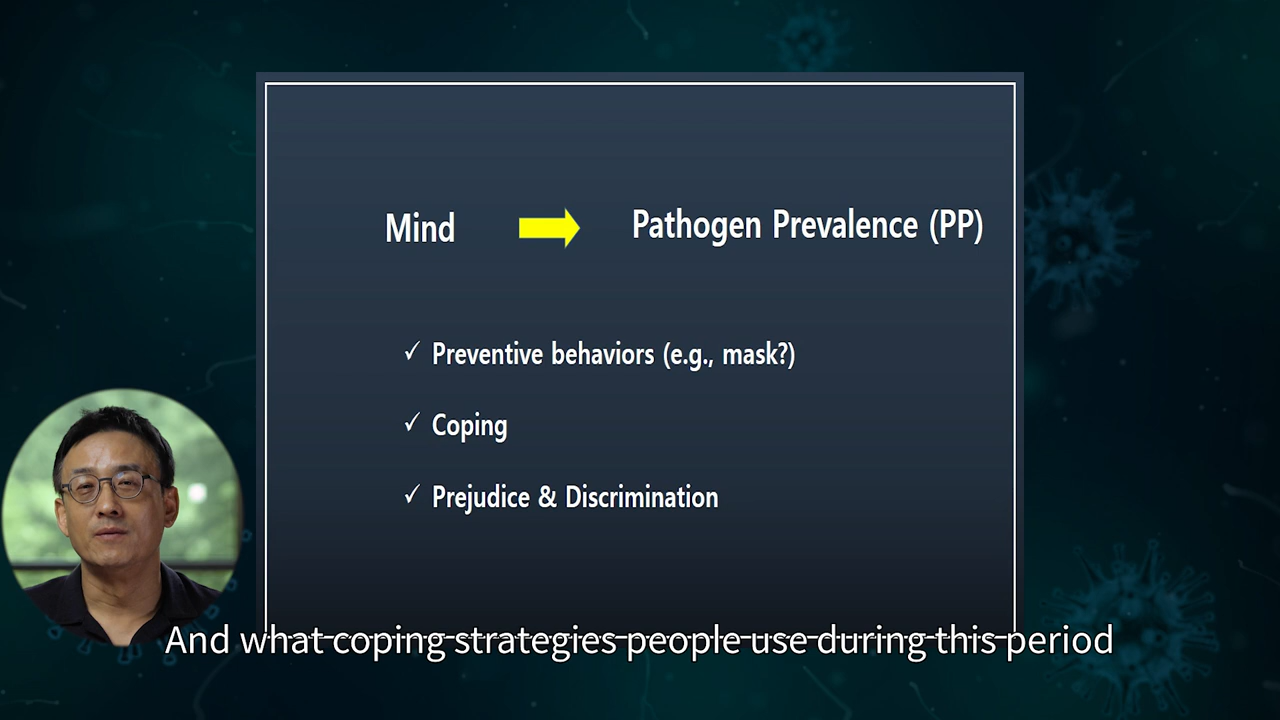 Mind
Pathogen Prevalence (PP)
✓ Preventive behaviors (e.g., mask?)
✓ Coping
✓ Prejudice & Discrimination
And what coping strategies people use during this period